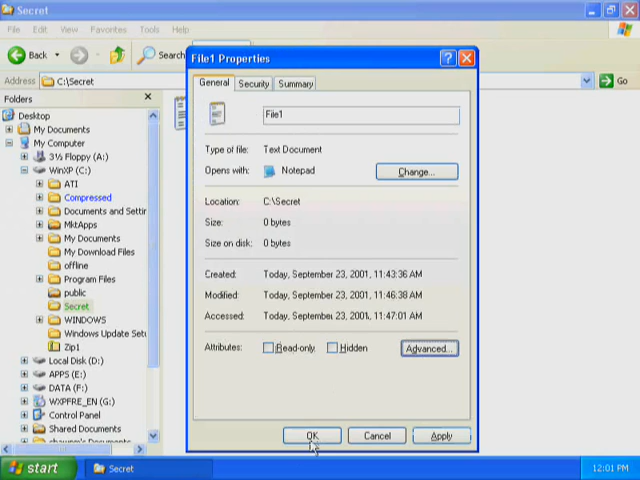 Secret
File Edit View Favorites Tools Help
Back Search
Address C:\Secret Go
Folders
Desktop
My Documents
My Computer
3½ Floppy (A:)
WinXP (C:)
ATI
Compressed
Documents and Settir
MktApps
My Documents
My Download Files
offline
Program Files
public
Secret
WINDOWS
Windows Update Setu
Zip1
Local Disk (D:)
APPS (E:)
DATA (F:)
WXPFRE_EN (G:)
Control Panel
Shared Documents
File1 Properties
General Security Summary
File1
Type of file: Text Document
Opens with: Notepad Change...
Location: C:\Secret
Size: 0 bytes
Size on disk: 0 bytes
Created: Today, September 23, 2001, 11:43:36 AM
Modified: Today, September 23, 2001, 11:46:38 AM
Accessed: Today, September 23, 2001, 11:47:01 AM
Attributes: Read-only Hidden Advanced...
OK Cancel Apply
start Secret 12:01 PM